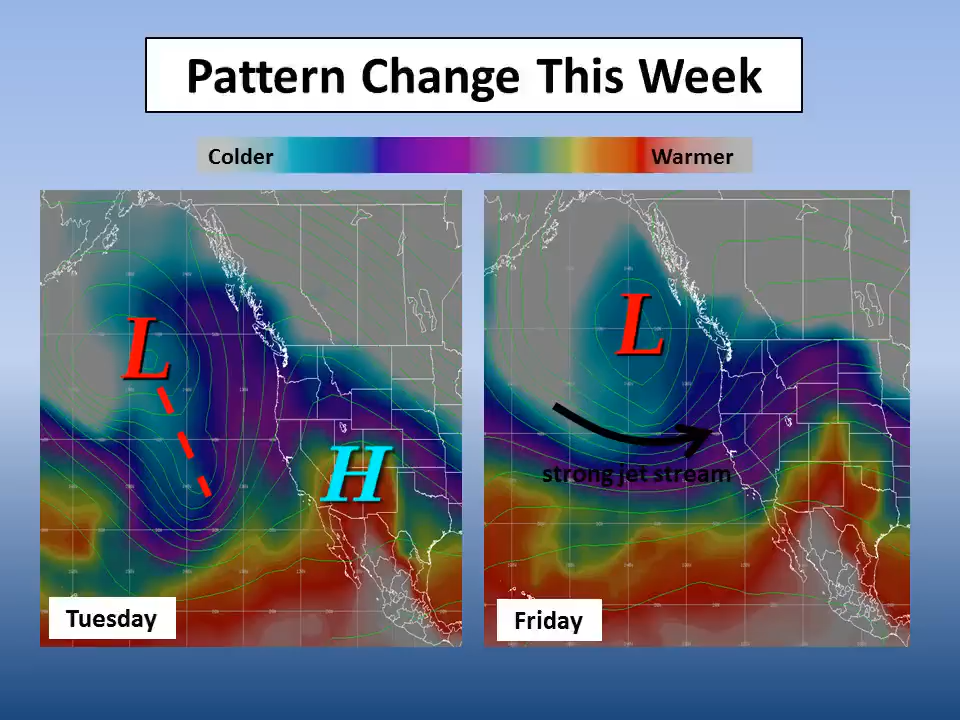 Pattern Change This Week
Colder
Warmer
L
H
Tuesday
L
strong jet stream
Friday